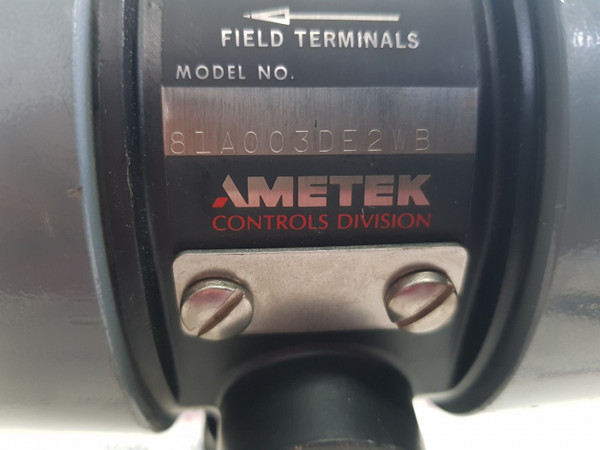 FIELD TERMINALS
MODEL NO.
81A003DE2WB
AMETEK
CONTROLS DIVISION